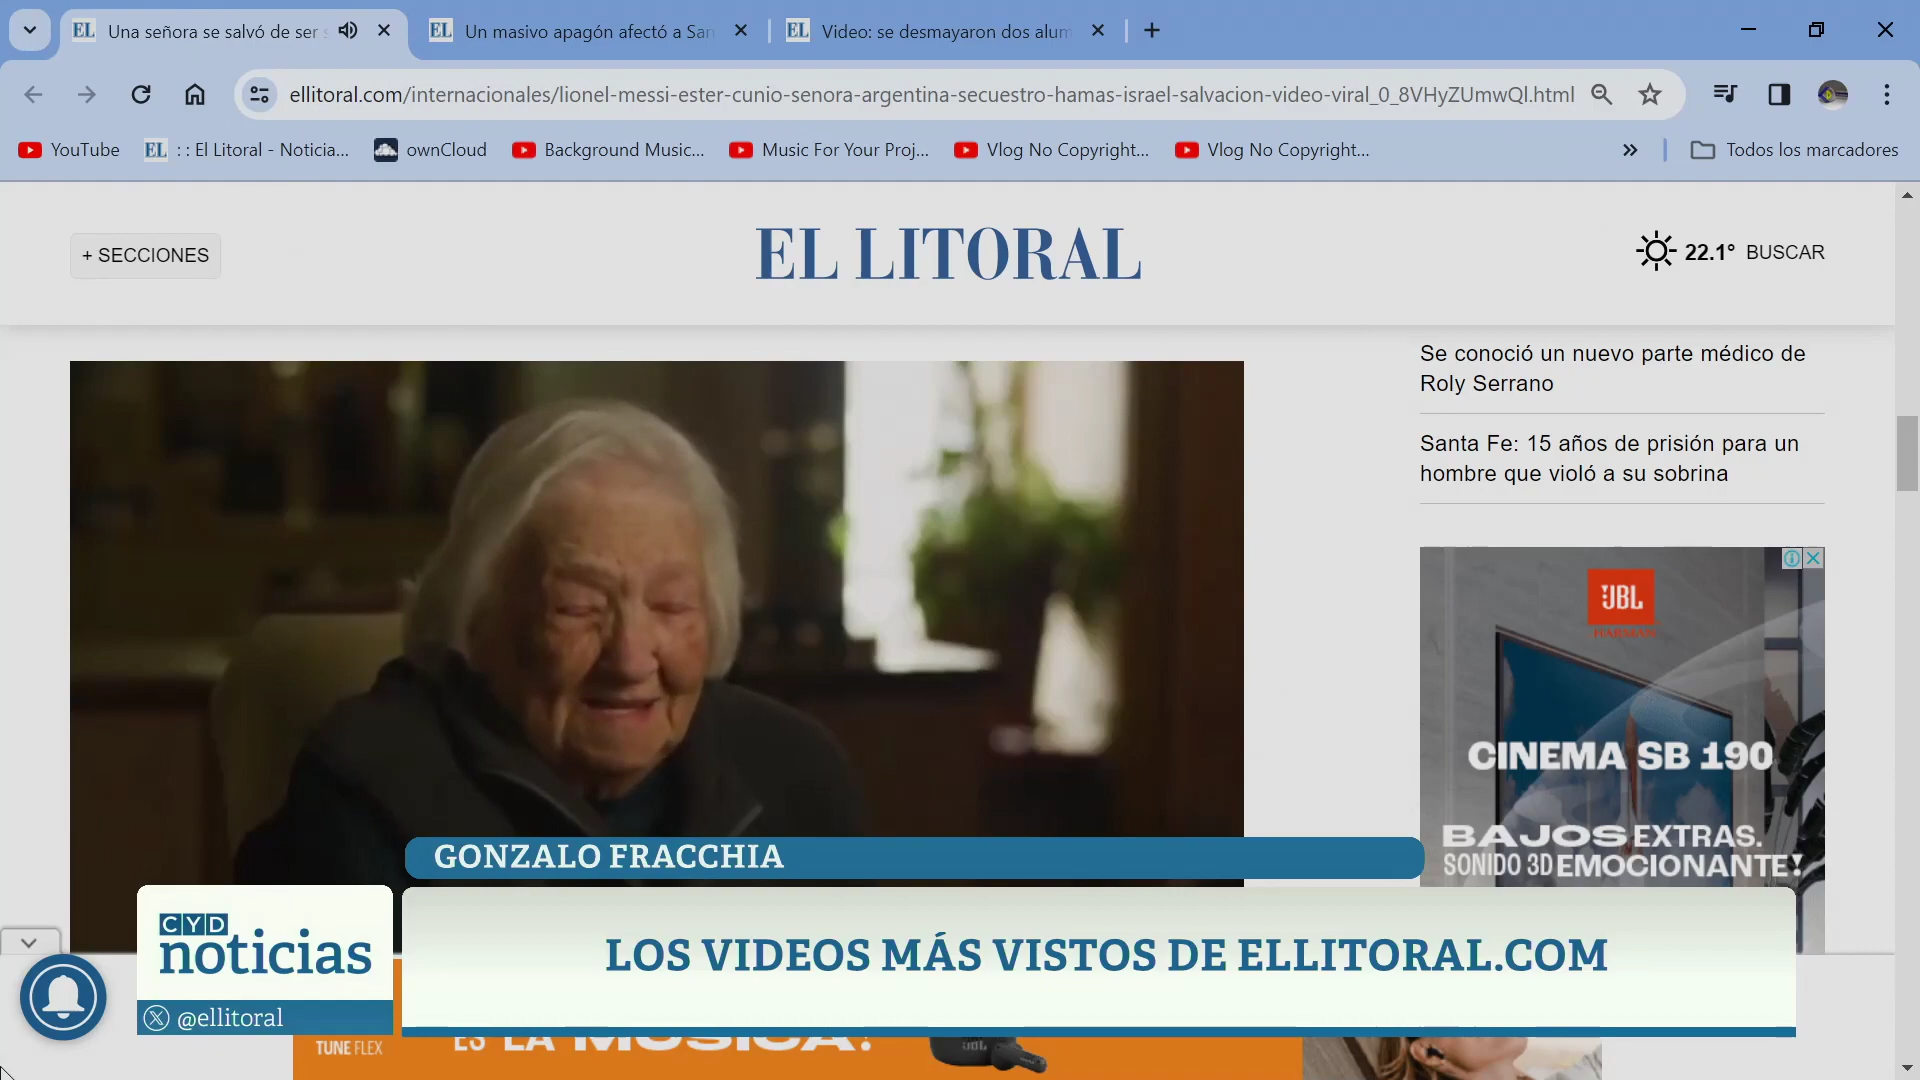 EL Una señora se salvó de ser
EL Un masivo apagón afectó a San
EL Video: se desmayaron dos alum
ellitoral.com/internacionales/lionel-messi-ester-cunio-senora-argentina-secuestro-hamas-israel-salvacion-video-viral_0_8VHyZUmwQl.html
YouTube
EL : : El Litoral - Noticia...
ownCloud
Background Music...
Music For Your Proj...
Vlog No Copyright...
Vlog No Copyright...
Todos los marcadores
+ SECCIONES
EL LITORAL
22.1° BUSCAR
Se conoció un nuevo parte médico de
Roly Serrano
Santa Fe: 15 años de prisión para un
hombre que violó a su sobrina
JBL
HARMAN
CINEMA SB 190
BAJOS EXTRAS.
SONIDO 3D EMOCIONANTE!
GONZALO FRACCHIA
CYD
noticias
LOS VIDEOS MÁS VISTOS DE ELLITORAL.COM
@ellitoral
TUNE FLEX
ES LA MÚSICA!
JBL